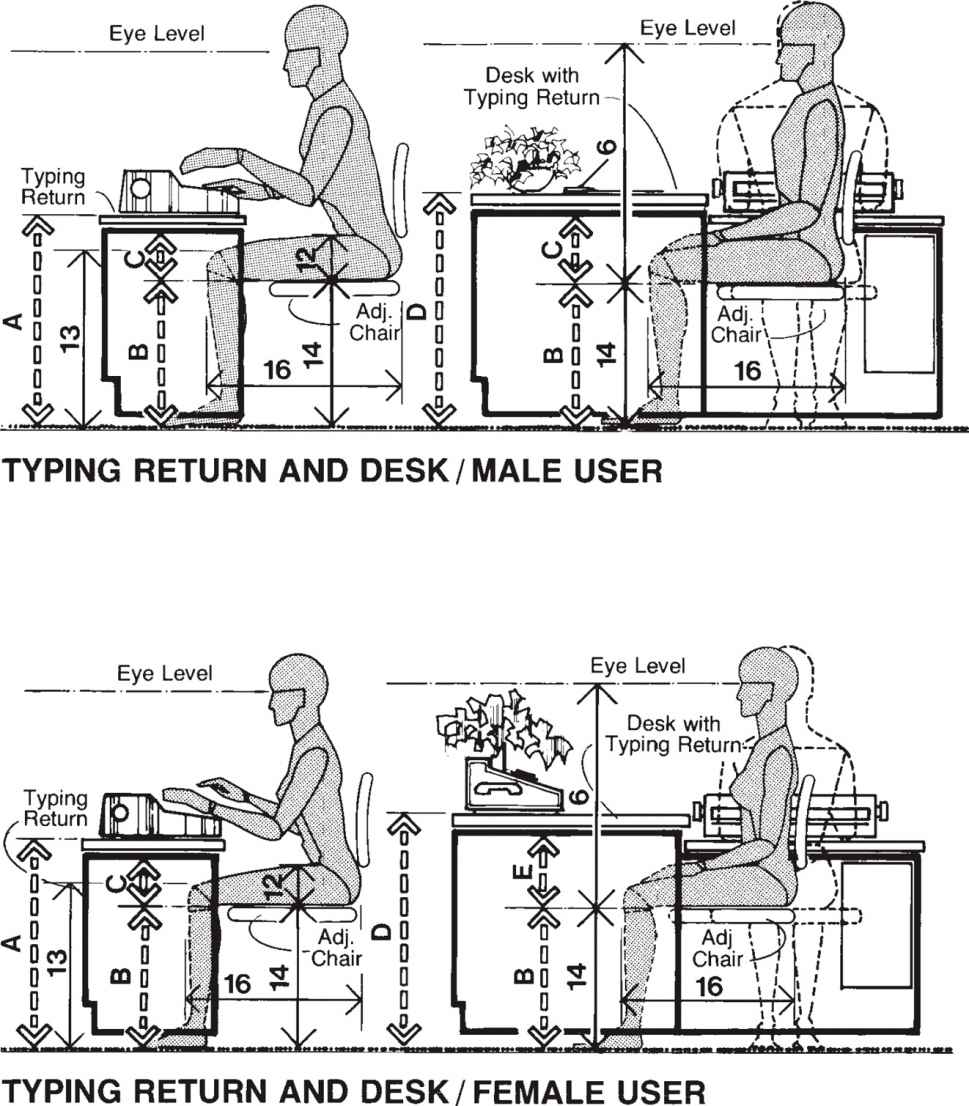 Eye Level
Typing
Return
A
13
C
B
12
16
14
Adj.
Chair
Eye Level
Desk with
Typing Return
6
D
C
B
14
16
Adj.
Chair
TYPING RETURN AND DESK / MALE USER
Eye Level
Typing
Return
A
13
C
B
12
16
14
Adj.
Chair
Eye Level
Desk with
Typing Return
6
D
E
B
14
16
Adj
Chair
TYPING RETURN AND DESK / FEMALE USER